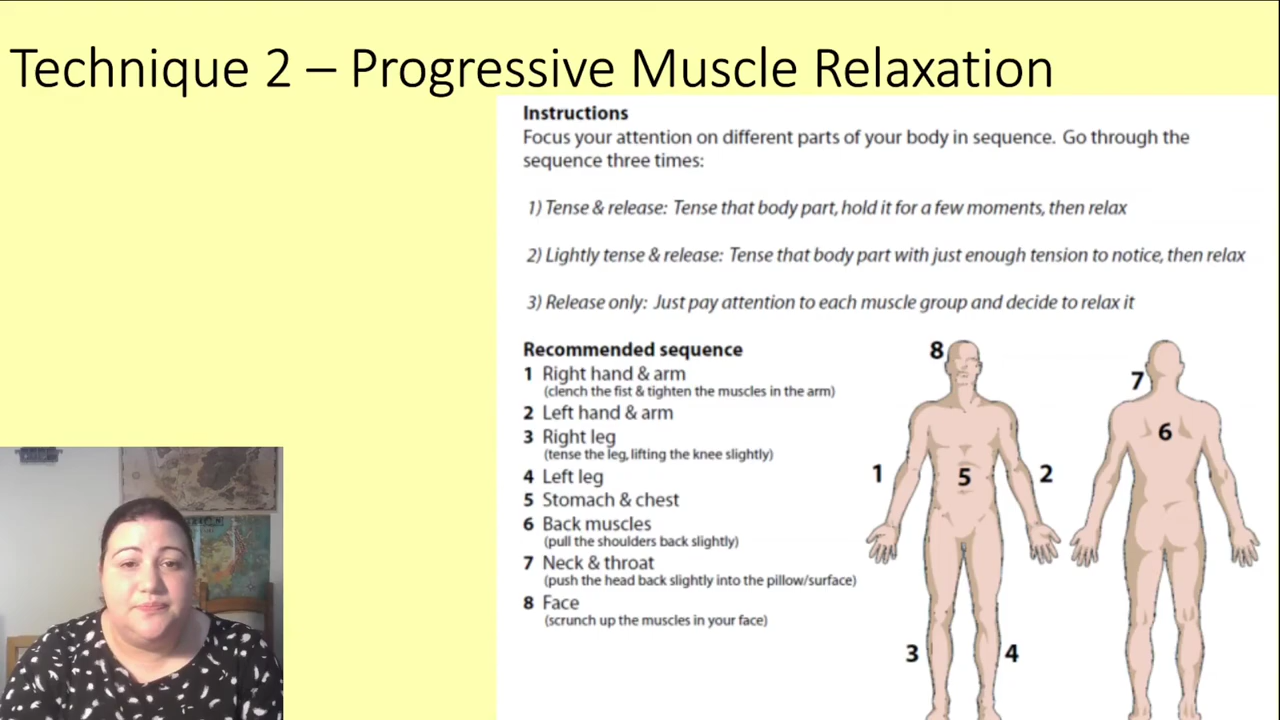 Technique 2 – Progressive Muscle Relaxation
Instructions
Focus your attention on different parts of your body in sequence. Go through the
sequence three times:
1) Tense & release: Tense that body part, hold it for a few moments, then relax
2) Lightly tense & release: Tense that body part with just enough tension to notice, then relax
3) Release only: Just pay attention to each muscle group and decide to relax it
Recommended sequence
1 Right hand & arm
(clench the fist & tighten the muscles in the arm)
2 Left hand & arm
3 Right leg
(tense the leg, lifting the knee slightly)
4 Left leg
5 Stomach & chest
6 Back muscles
(pull the shoulders back slightly)
7 Neck & throat
(push the head back slightly into the pillow/surface)
8 Face
(scrunch up the muscles in your face)
8
7
6
1
5
2
3
4